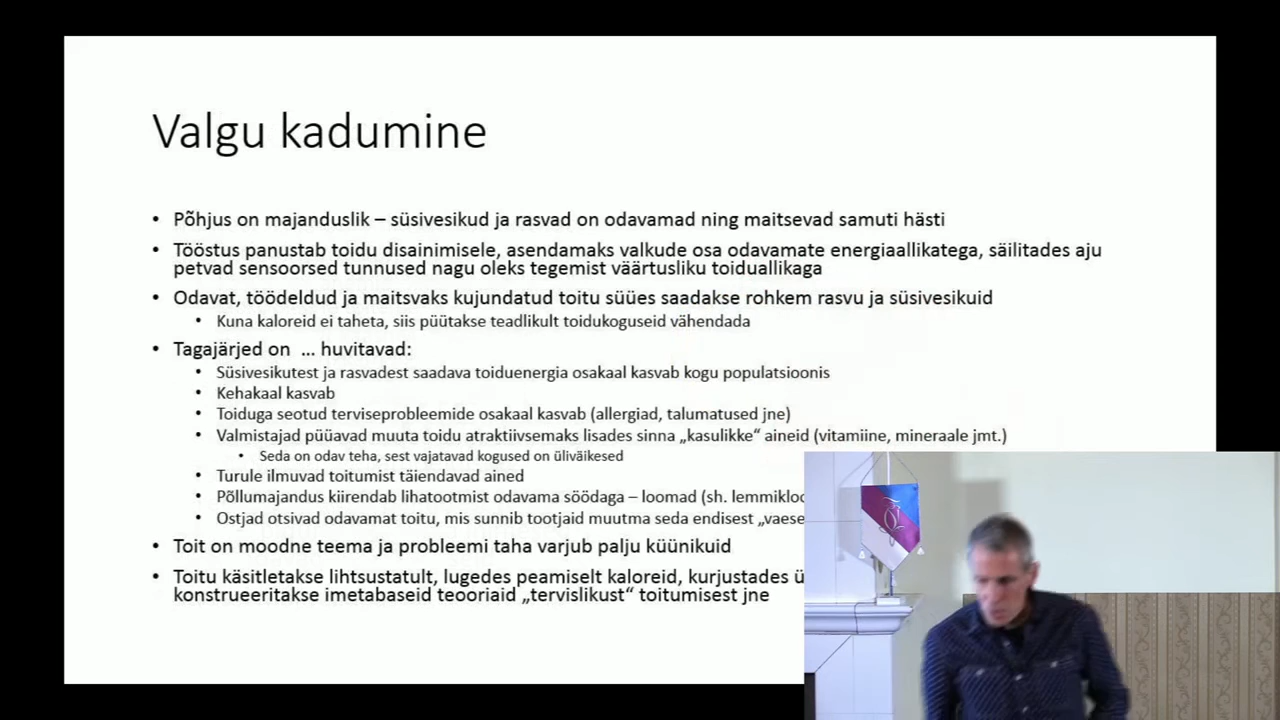 Valgu kadumine
• Põhjus on majanduslik – süsivesikud ja rasvad on odavamad ning maitsevad samuti hästi
• Tööstus panustab toidu disainimisele, asendamaks valkude osa odavamate energiaallikatega, säilitades aju
petvad sensoorsed tunnused nagu oleks tegemist väärtusliku toiduallikaga
• Odavat, töödeldud ja maitsvaks kujundatud toitu süües saadakse rohkem rasvu ja süsivesikuid
• Kuna kaloreid ei taheta, siis püütakse teadlikult toidukoguseid vähendada
• Tagajärjed on … huvitavad:
• Süsivesikutest ja rasvadest saadava toiduenergia osakaal kasvab kogu populatsioonis
• Kehakaal kasvab
• Toiduga seotud terviseprobleemide osakaal kasvab (allergiad, talumatused jne)
• Valmistajad püüavad muuta toidu atraktiivsemaks lisades sinna „kasulikke“ aineid (vitamiine, mineraale jmt.)
• Seda on odav teha, sest vajatavad kogused on üliväikesed
• Turule ilmuvad toitumist täiendavad ained
• Põllumajandus kiirendab lihatootmist odavama söödaga – loomad (sh.
• Ostjad otsivad odavamat toitu, mis sunnib tootjaid muutma seda endisest
• Toit on moodne teema ja probleemi taha varjub palju küünikuid
• Toitu käsitletakse lihtsustatult, lugedes peamiselt kaloreid, kurjustades
konstrueeritakse imetabaseid teooriaid „tervislikust“ toitumisest jne